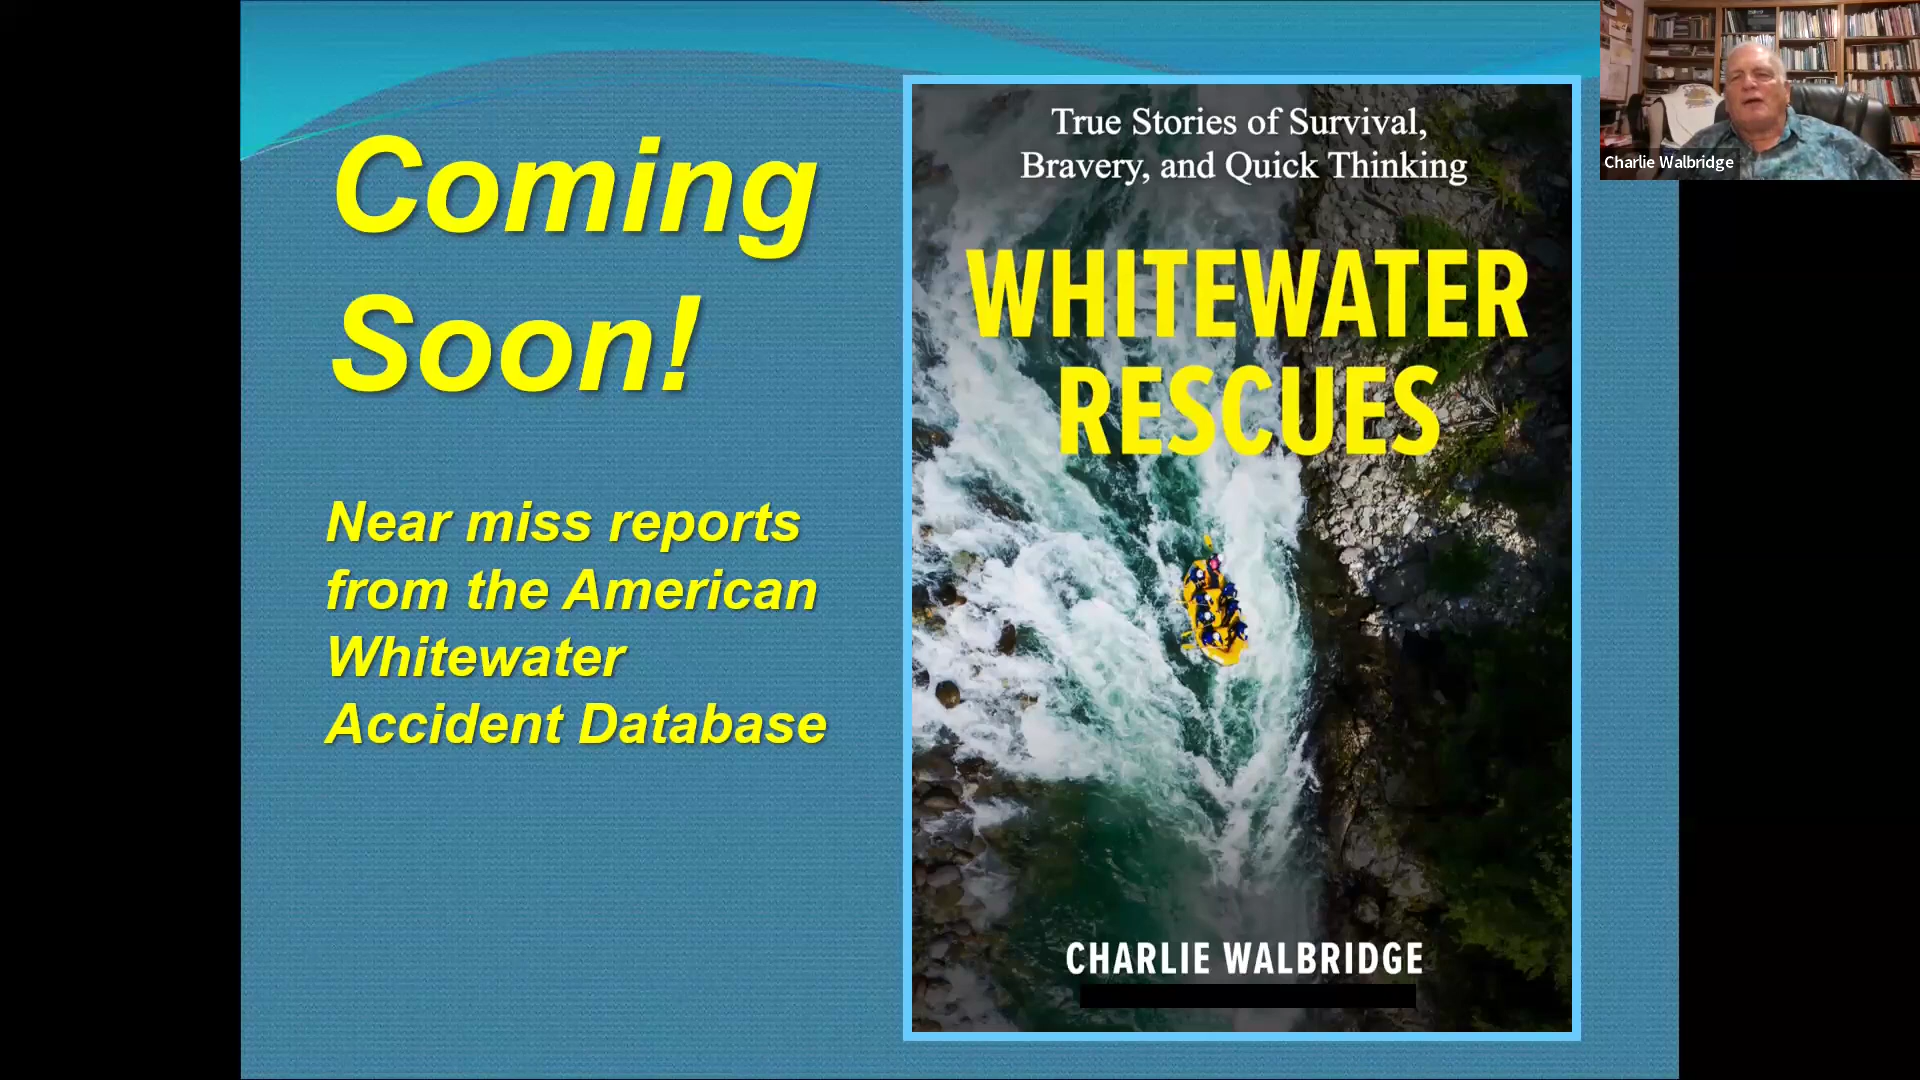 Coming
Soon!
Near miss reports
from the American
Whitewater
Accident Database
True Stories of Survival,
Bravery, and Quick Thinking
WHITEWATER
RESCUES
CHARLIE WALBRIDGE
Charlie Walbridge